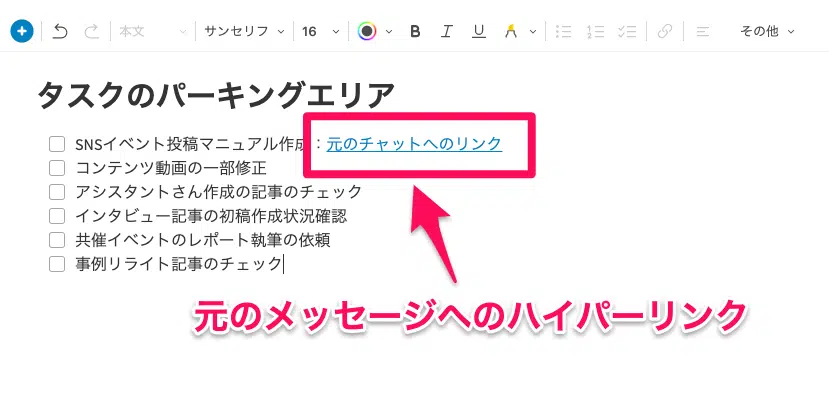 本文 サンセリフ 16 B I U その他
タスクのパーキングエリア
SNSイベント投稿マニュアル作成：元のチャットへのリンク
コンテンツ動画の一部修正
アシスタントさん作成の記事のチェック
インタビュー記事の初稿作成状況確認
共催イベントのレポート執筆の依頼
事例リライト記事のチェック
元のメッセージへのハイパーリンク